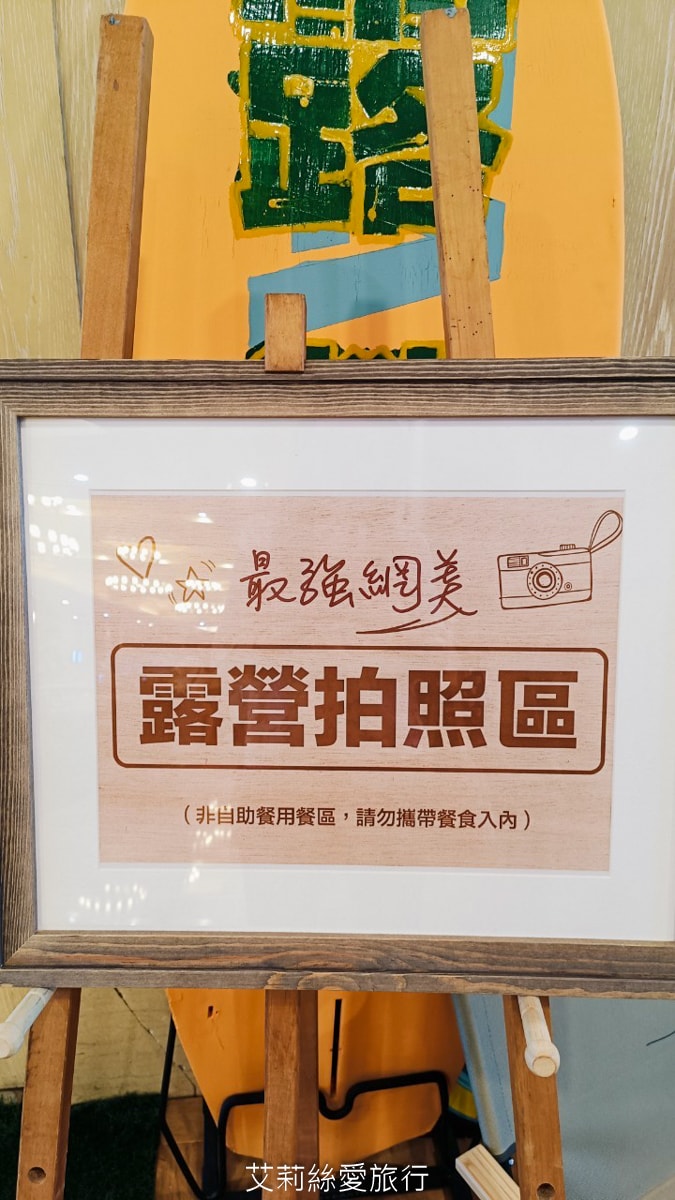 最強網美
露營拍照區
（非自助餐用餐區，請勿攜帶餐食入內）
艾莉絲愛旅行